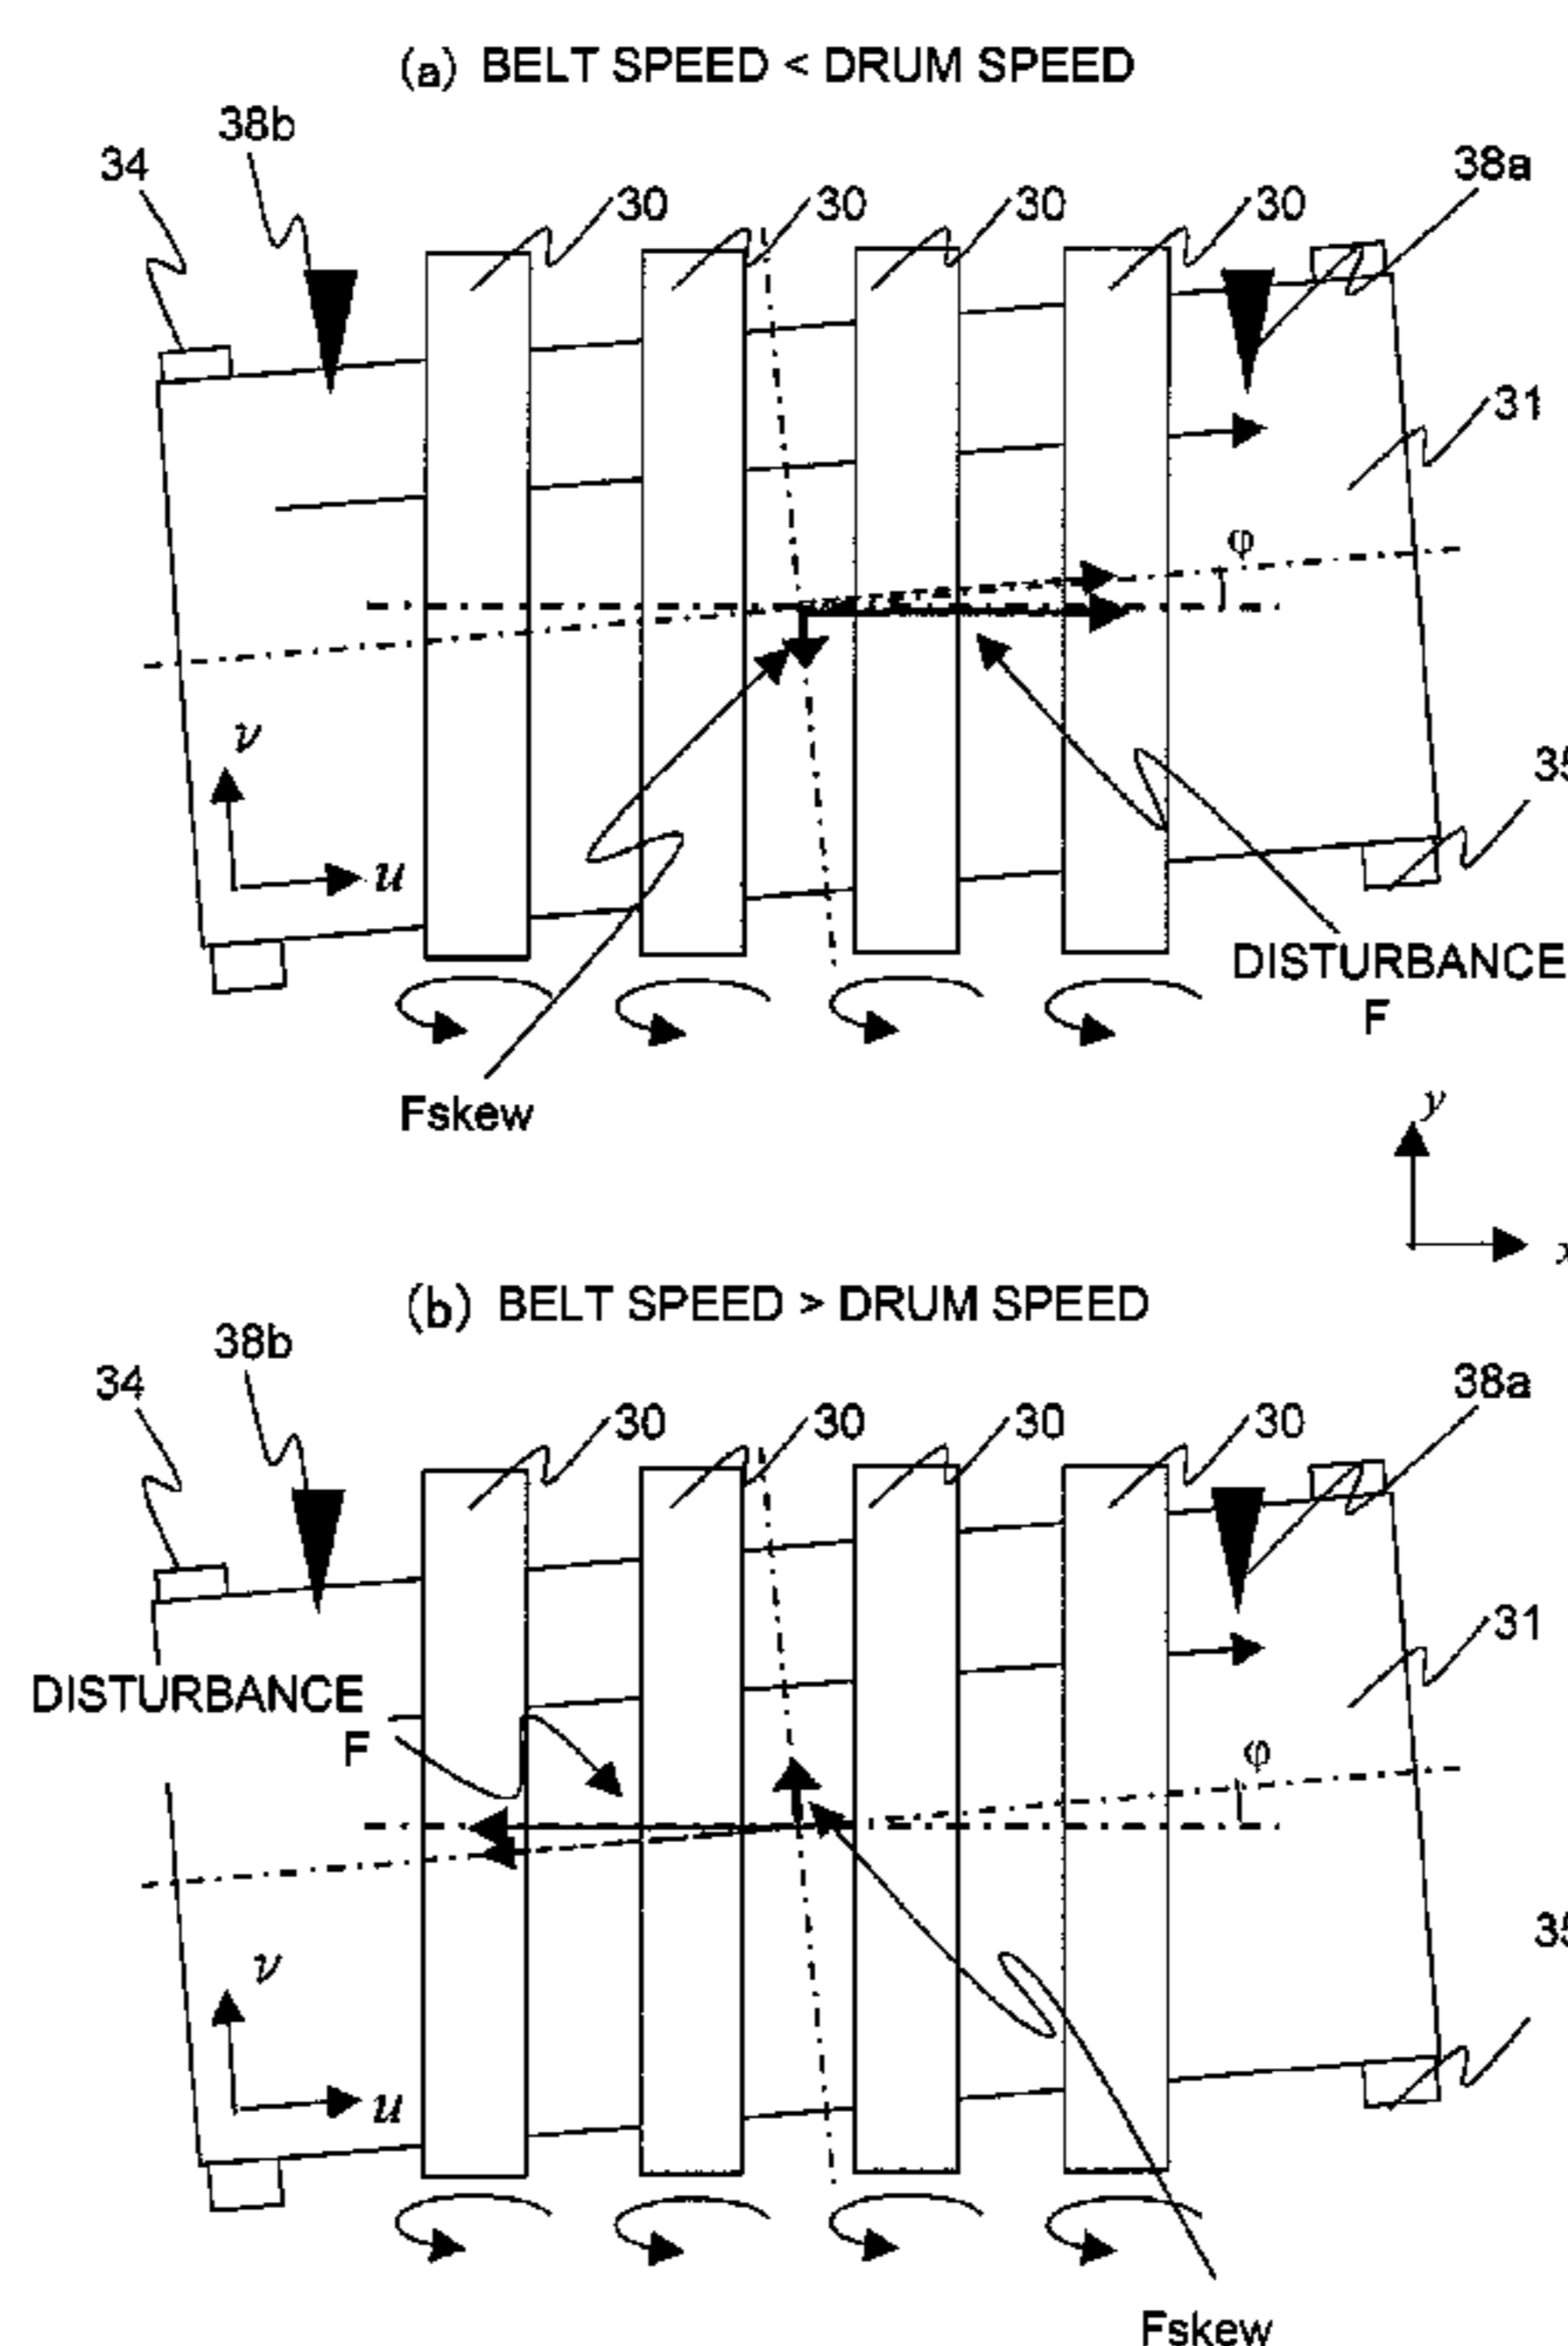 (a) BELT SPEED < DRUM SPEED
38b
34
30
30
30
30
38a
31
φ
ν
u
35
DISTURBANCE
F
Fskew
y
x
(b) BELT SPEED > DRUM SPEED
38b
34
30
30
30
30
38a
31
DISTURBANCE
F
φ
35
ν
u
Fskew